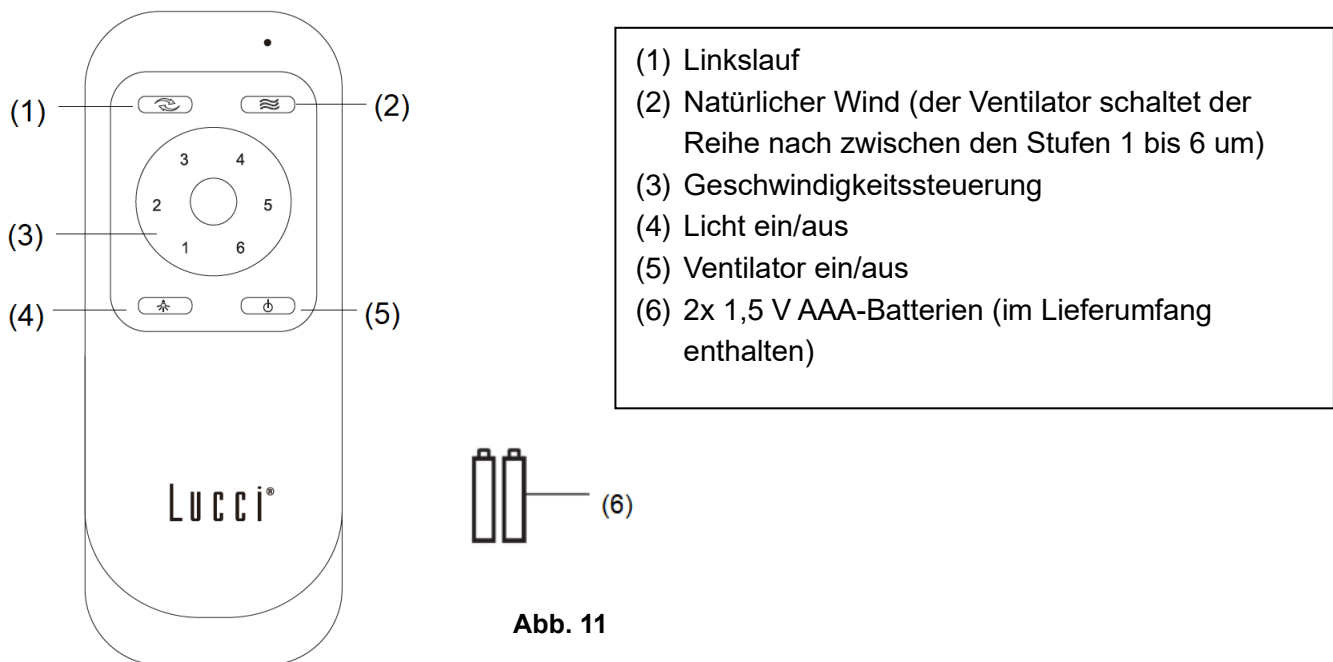 (1)
(2)
3 4
2 5
(3)
1 6
(4)
(5)
Lucci®
(6)
Abb. 11
(1) Linkslauf
(2) Natürlicher Wind (der Ventilator schaltet der
Reihe nach zwischen den Stufen 1 bis 6 um)
(3) Geschwindigkeitssteuerung
(4) Licht ein/aus
(5) Ventilator ein/aus
(6) 2x 1,5 V AAA-Batterien (im Lieferumfang
enthalten)